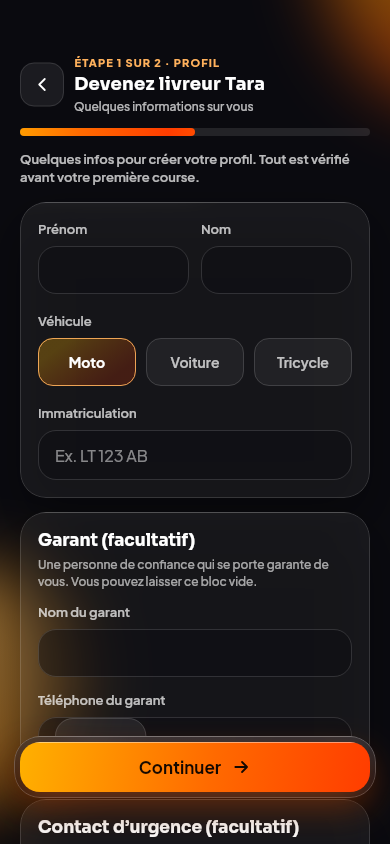 ÉTAPE 1 SUR 2 · PROFIL
Devenez livreur Tara
Quelques informations sur vous
Quelques infos pour créer votre profil. Tout est vérifié
avant votre première course.
Prénom
Nom
Véhicule
Moto
Voiture
Tricycle
Immatriculation
Ex. LT 123 AB
Garant (facultatif)
Une personne de confiance qui se porte garante de
vous. Vous pouvez laisser ce bloc vide.
Nom du garant
Téléphone du garant
Continuer
Contact d’urgence (facultatif)